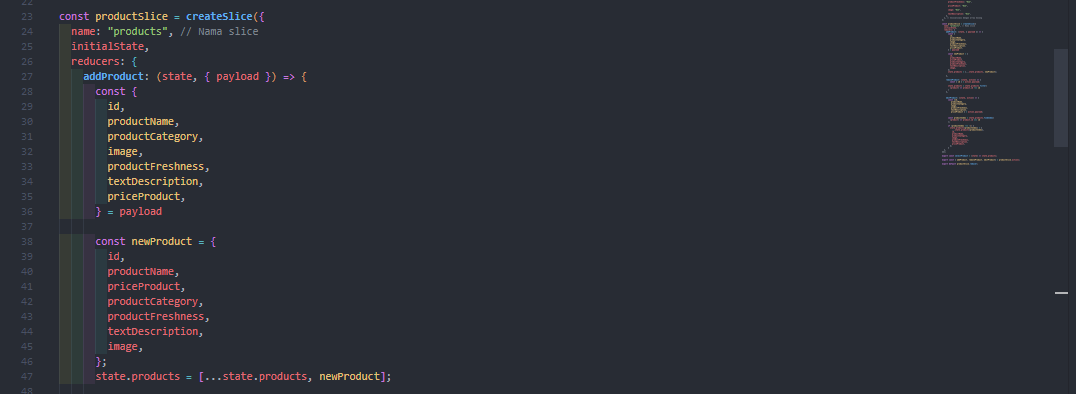 22
23 const productSlice = createSlice({
24 name: "products", // Nama slice
25 initialState,
26 reducers: {
27 addProduct: (state, { payload }) => {
28 const {
29 id,
30 productName,
31 productCategory,
32 image,
33 productFreshness,
34 textDescription,
35 priceProduct,
36 } = payload
37
38 const newProduct = {
39 id,
40 productName,
41 priceProduct,
42 productCategory,
43 productFreshness,
44 textDescription,
45 image,
46 };
47 state.products = [...state.products, newProduct];
48